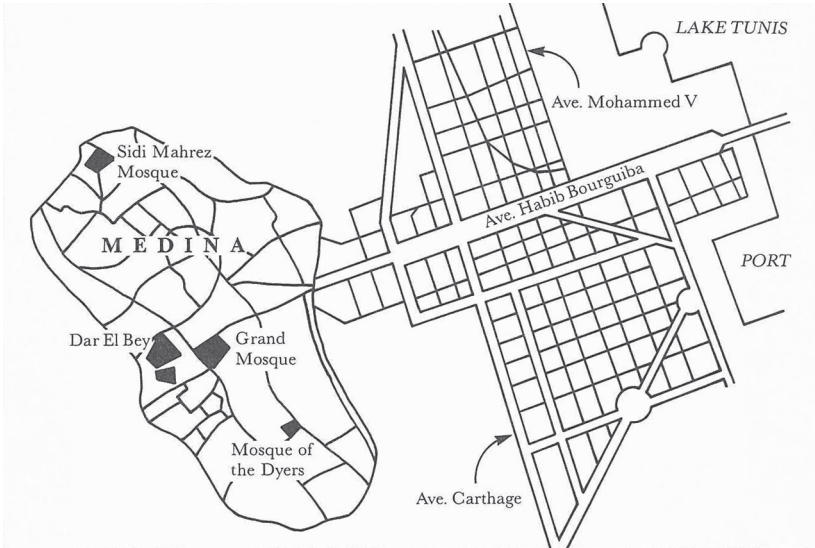 LAKE TUNIS
Ave. Mohammed V
Sidi Mahrez
Mosque
Ave. Habib Bourguiba
MEDINA
PORT
Dar El Bey
Grand
Mosque
Mosque of
the Dyers
Ave. Carthage